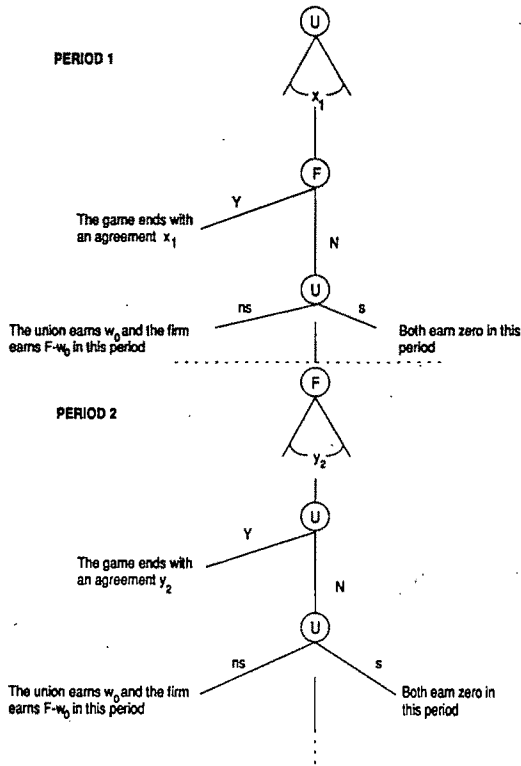 U
PERIOD 1
x1
F
Y
The game ends with
an agreement x1
N
U
ns
s
The union earns w0 and the firm
earns F-w0 in this period
Both earn zero in this
period
F
PERIOD 2
y2
U
Y
The game ends with
an agreement y2
N
U
ns
s
The union earns w0 and the firm
earns F-w0 in this period
Both earn zero in
this period